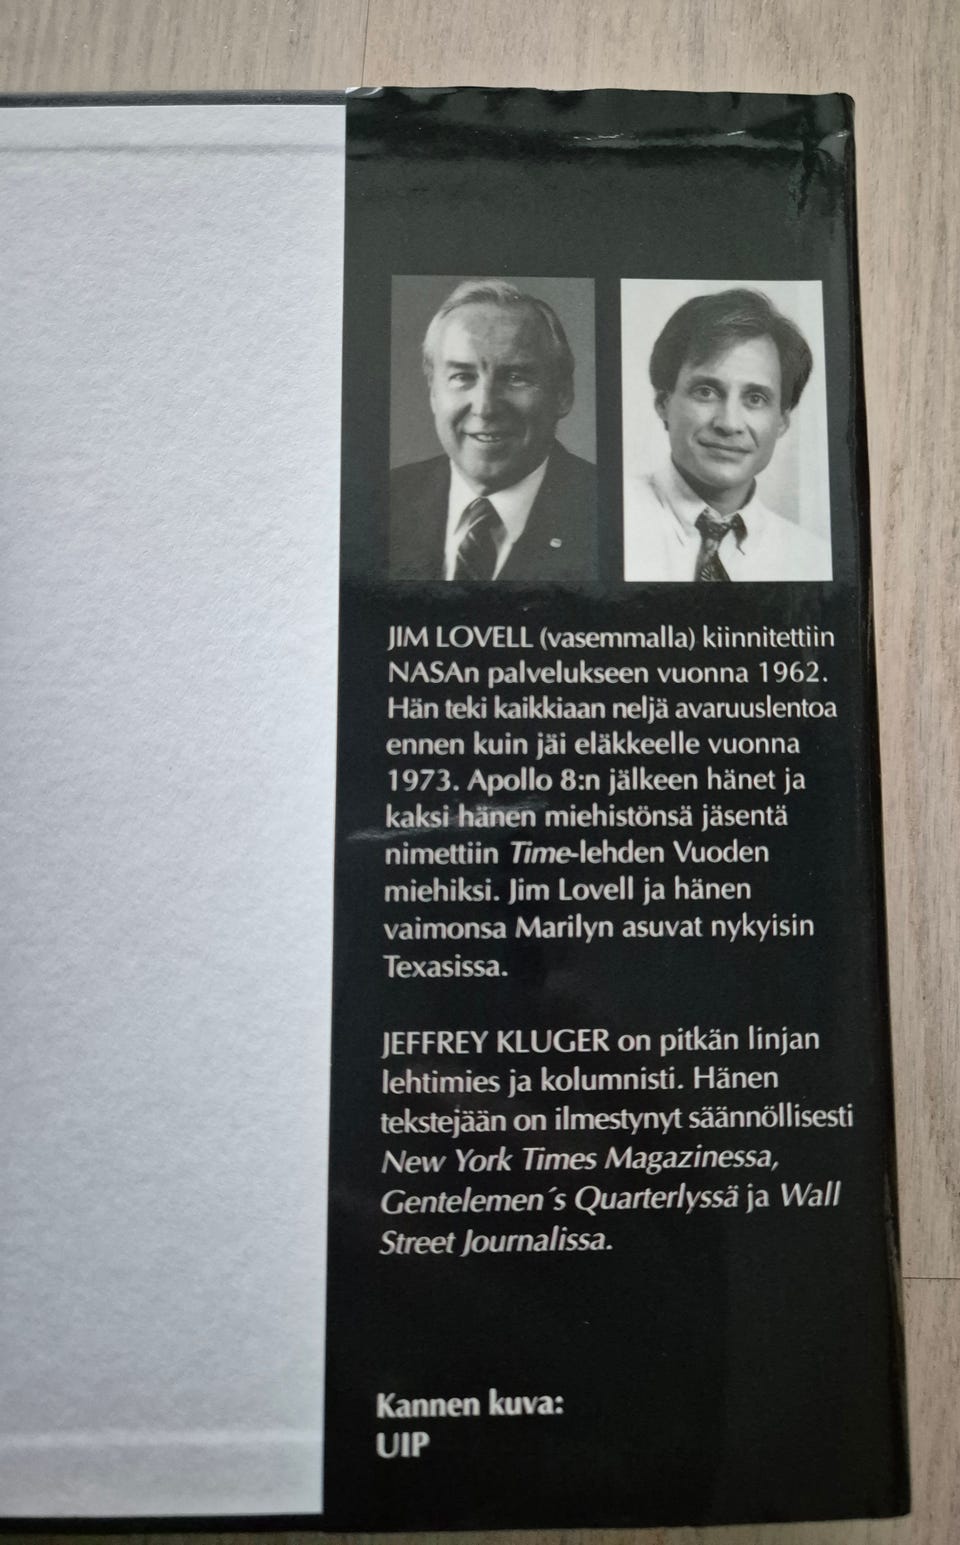 JIM LOVELL (vasemmalla) kiinnitettiin
NASAn palvelukseen vuonna 1962.
Hän teki kaikkiaan neljä avaruuslentoa
ennen kuin jäi eläkkeelle vuonna
1973. Apollo 8:n jälkeen hänet ja
kaksi hänen miehistönsä jäsentä
nimettiin Time-lehden Vuoden
miehiksi. Jim Lovell ja hänen
vaimonsa Marilyn asuvat nykyisin
Texasissa.
JEFFREY KLUGER on pitkän linjan
lehtimies ja kolumnisti. Hänen
tekstejään on ilmestynyt säännöllisesti
New York Times Magazinessa,
Gentelemen´s Quarterlyssä ja Wall
Street Journalissa.
Kannen kuva:
UIP